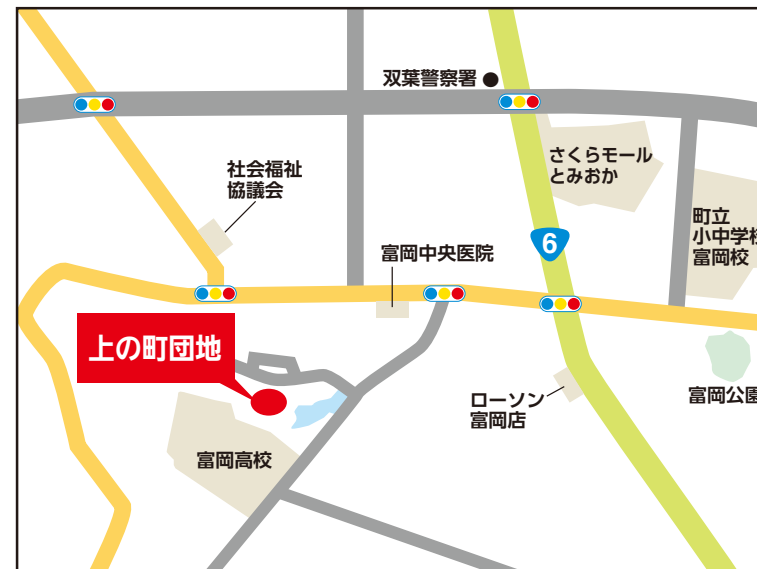 双葉警察署
さくらモール
とみおか
社会福祉
協議会
町立
小中学校
富岡校
6
富岡中央医院
上の町団地
ローソン
富岡店
富岡公園
富岡高校